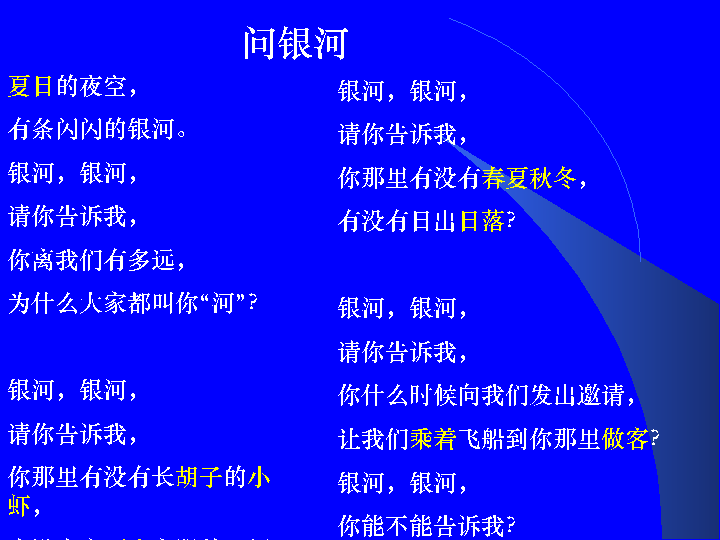 问银河
夏日的夜空，
有条闪闪的银河。
银河，银河，
请你告诉我，
你离我们有多远，
为什么大家都叫你“河”？
银河，银河，
请你告诉我，
你那里有没有长胡子的小
虾，
银河，银河，
请你告诉我，
你那里有没有春夏秋冬，
有没有日出日落？
银河，银河，
请你告诉我，
你什么时候向我们发出邀请，
让我们乘着飞船到你那里做客？
银河，银河，
你能不能告诉我？